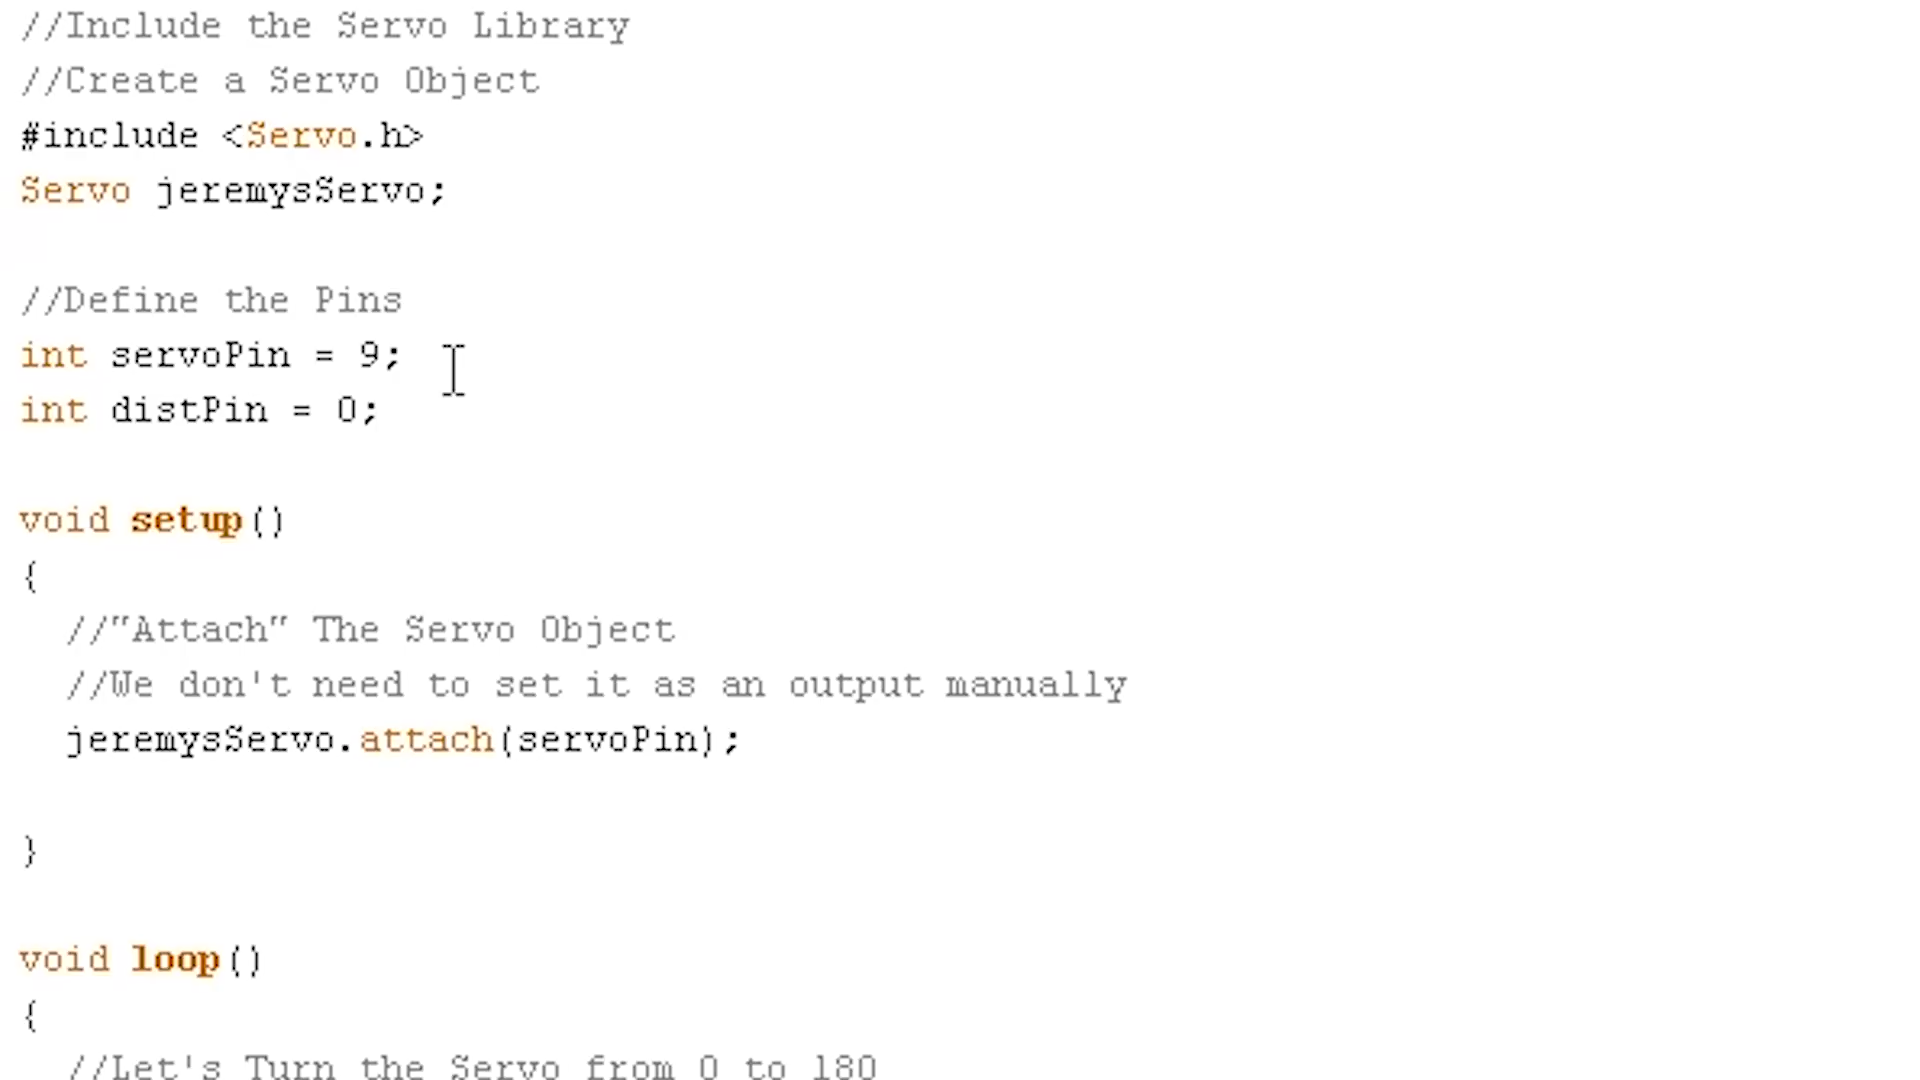 //Include the Servo Library
//Create a Servo Object
#include <Servo.h>
Servo jeremysServo;
//Define the Pins
int servoPin = 9;
int distPin = 0;
void setup()
{
//"Attach" The Servo Object
//We don't need to set it as an output manually
jeremysServo.attach(servoPin);
}
void loop()
{
//Let's Turn the Servo from 0 to 180